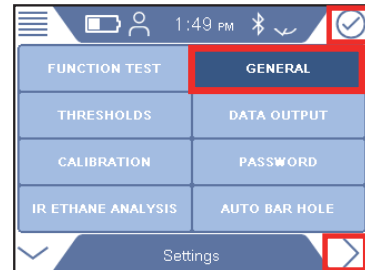 1:49 PM
FUNCTION TEST GENERAL
THRESHOLDS DATA OUTPUT
CALIBRATION PASSWORD
IR ETHANE ANALYSIS AUTO BAR HOLE
Settings